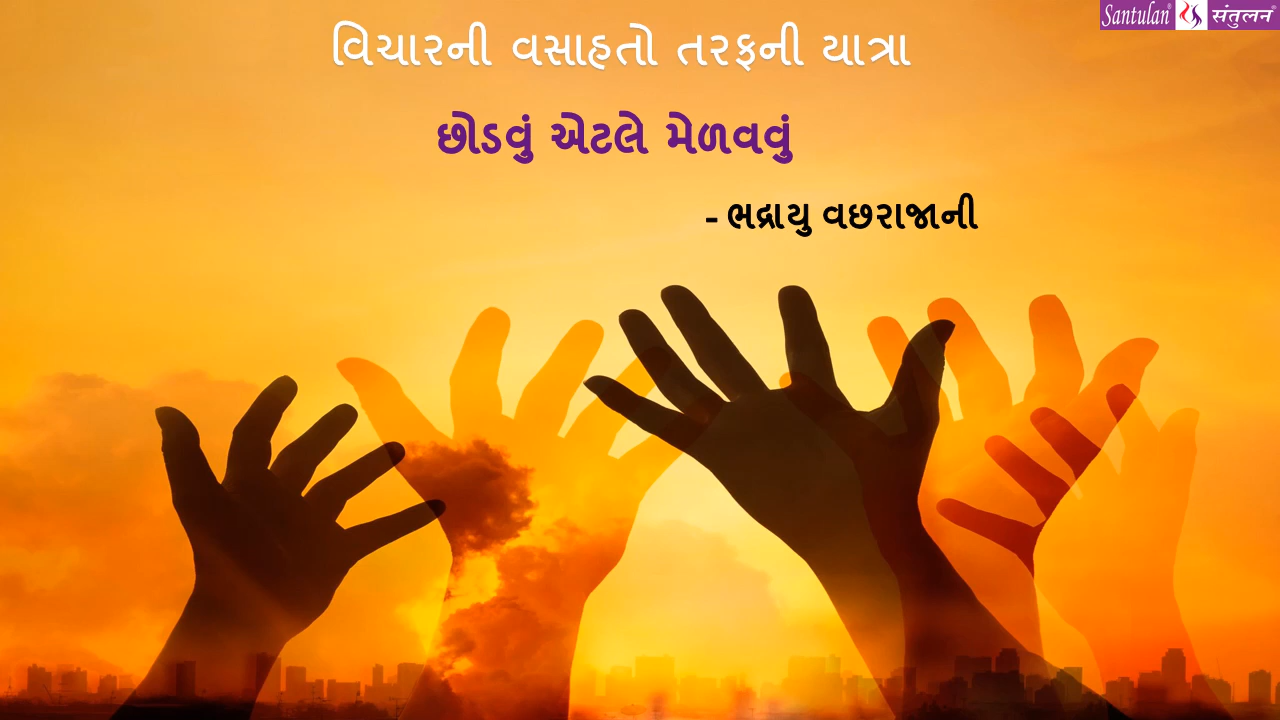 Santulan® संतुलन®
વિચારની વસાહતો તરફની યાત્રા
છોડવું એટલે મેળવવું
- ભદ્રાયુ વછરાજાની